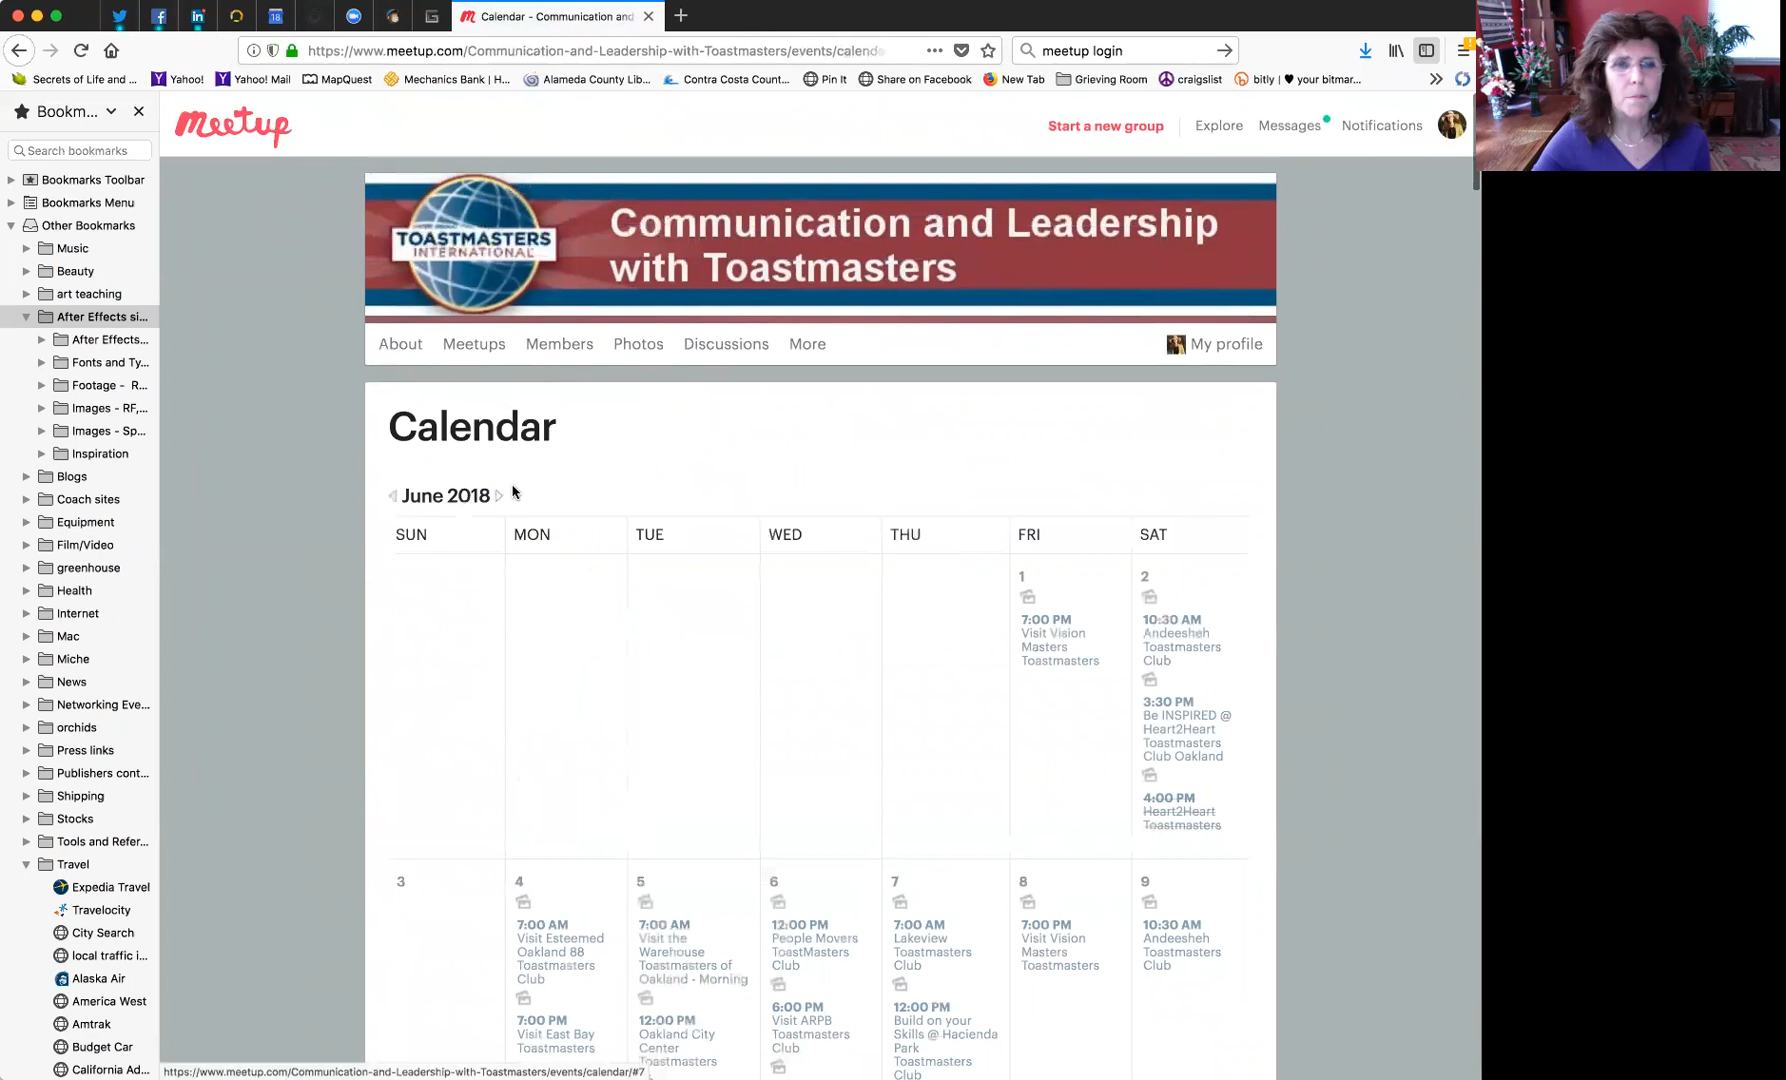 Calendar - Communication and
https://www.meetup.com/Communication-and-Leadership-with-Toastmasters/events/calenda
meetup login
Secrets of Life and ...
Yahoo!
Yahoo! Mail
MapQuest
Mechanics Bank | H...
Alameda County Lib...
Contra Costa Count...
Pin It
Share on Facebook
New Tab
Grieving Room
craigslist
bitly | ♥ your bitmar...
Bookm...
Search bookmarks
Bookmarks Toolbar
Bookmarks Menu
Other Bookmarks
Music
Beauty
art teaching
After Effects si...
After Effects...
Fonts and Ty...
Footage - R...
Images - RF,...
Images - Sp...
Inspiration
Blogs
Coach sites
Equipment
Film/Video
greenhouse
Health
Internet
Mac
Miche
News
Networking Eve...
orchids
Press links
Publishers cont...
Shipping
Stocks
Tools and Refer...
Travel
Expedia Travel
Travelocity
City Search
local traffic i...
Alaska Air
America West
Amtrak
Budget Car
California Ad...
meetup
Start a new group
Explore
Messages
Notifications
TOASTMASTERS
INTERNATIONAL
Communication and Leadership
with Toastmasters
About Meetups Members Photos Discussions More
My profile
Calendar
June 2018
SUN MON TUE WED THU FRI SAT
1
7:00 PM
Visit Vision
Masters
Toastmasters
2
10:30 AM
Andeesheh
Toastmasters
Club
3:30 PM
Be INSPIRED @
Heart2Heart
Toastmasters
Club Oakland
4:00 PM
Heart2Heart
Toastmasters
3
4
7:00 AM
Visit Esteemed
Oakland 88
Toastmasters
Club
7:00 PM
Visit East Bay
Toastmasters
5
7:00 AM
Visit the
Warehouse
Toastmasters of
Oakland - Morning
12:00 PM
Oakland City
Center
Toastmasters
6
12:00 PM
People Movers
ToastMasters
Club
6:00 PM
Visit ARPB
Toastmasters
Club
7
7:00 AM
Lakeview
Toastmasters
Club
12:00 PM
Build on your
Skills @ Hacienda
Park
Toastmasters
Club
8
7:00 PM
Visit Vision
Masters
Toastmasters
9
10:30 AM
Andeesheh
Toastmasters
Club
https://www.meetup.com/Communication-and-Leadership-with-Toastmasters/events/calendar/#7